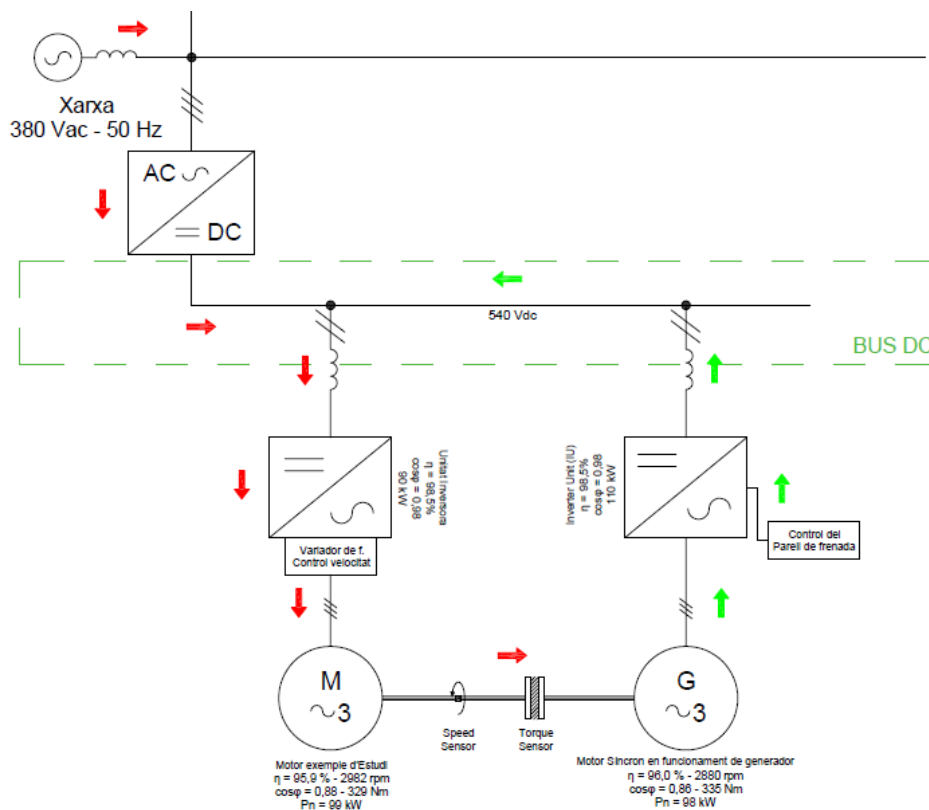 Xarxa
380 Vac - 50 Hz
AC
DC
540 Vdc
BUS DC
Unitat Inversora
η = 98,5%
cosφ = 0,98
90 kW
Inverter Unit (IU)
η = 98,5%
cosφ = 0,98
110 kW
Variador de f.
Control velocitat
Control del
Parell de frenada
M
3
G
3
Speed
Sensor
Torque
Sensor
Motor exemple d'Estudi
η = 95,9 % - 2982 rpm
cosφ = 0,88 - 329 Nm
Pn = 99 kW
Motor Síncron en funcionament de generador
η = 96,0 % - 2880 rpm
cosφ = 0,86 - 335 Nm
Pn = 98 kW